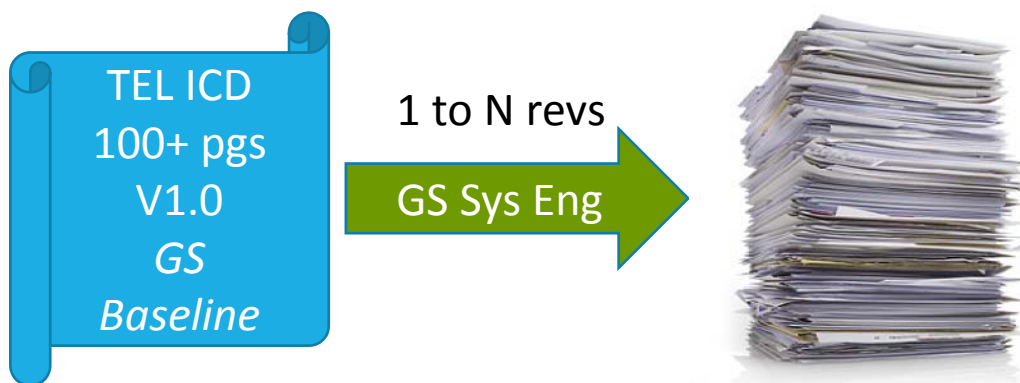 TEL ICD
100+ pgs
V1.0
GS
Baseline
1 to N revs
GS Sys Eng